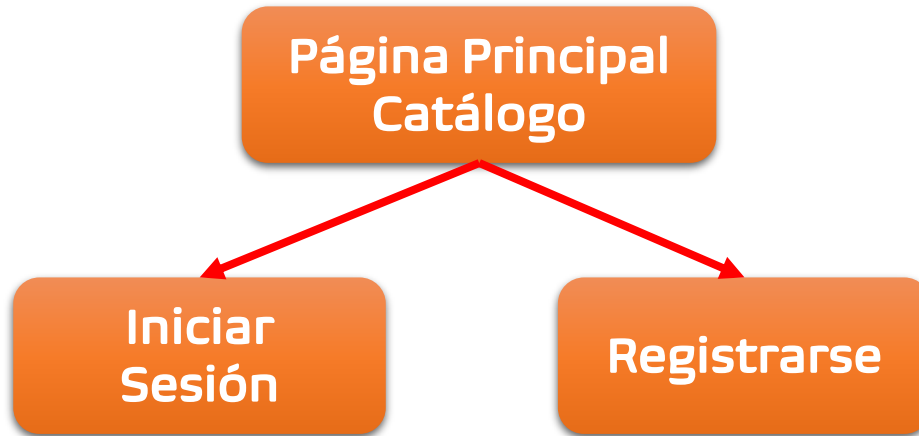 Página Principal
Catálogo
Iniciar
Sesión
Registrarse